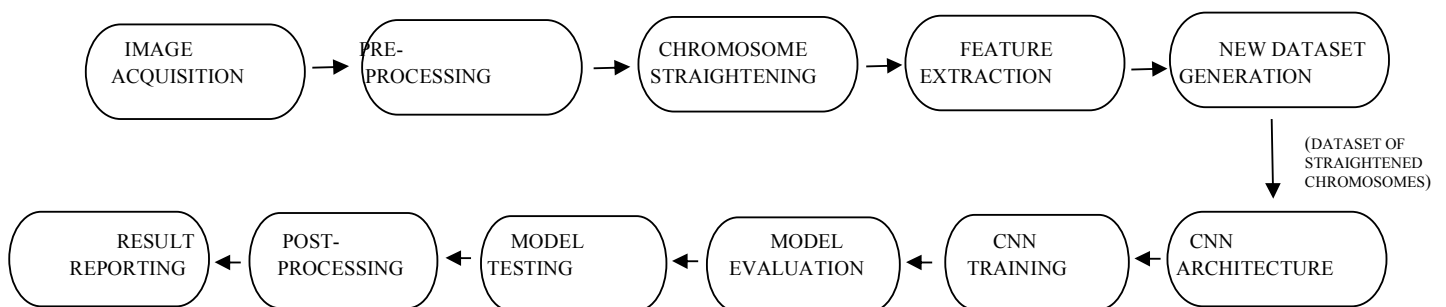 IMAGE
ACQUISITION
PRE-
PROCESSING
CHROMOSOME
STRAIGHTENING
FEATURE
EXTRACTION
NEW DATASET
GENERATION
(DATASET OF
STRAIGHTENED
CHROMOSOMES)
CNN
ARCHITECTURE
CNN
TRAINING
MODEL
EVALUATION
MODEL
TESTING
POST-
PROCESSING
RESULT
REPORTING